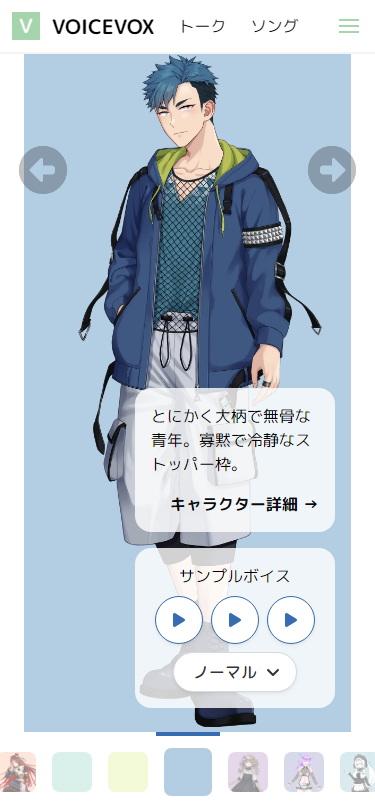 V VOICEVOX トーク ソング
とにかく大柄で無骨な
青年。寡黙で冷静なス
トッパー枠。
キャラクター詳細 →
サンプルボイス
ノーマル